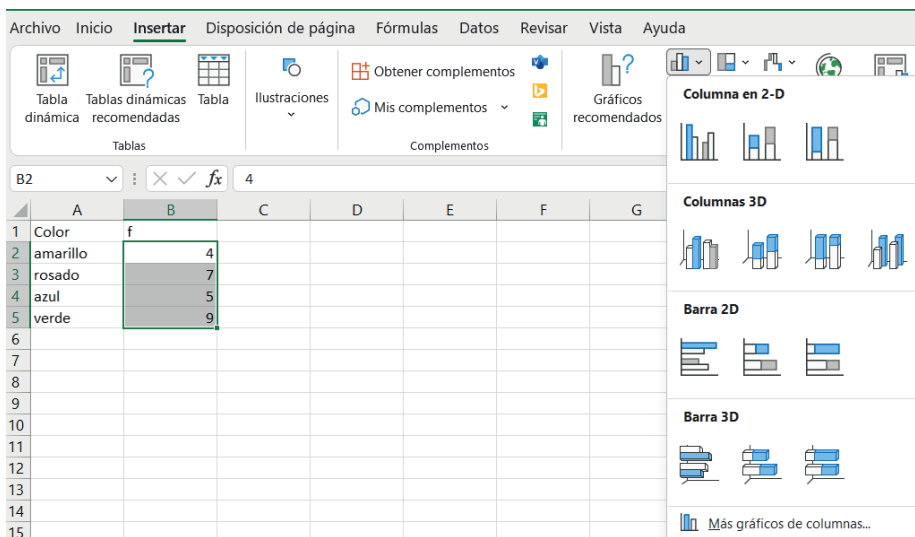 Archivo Inicio Insertar Disposición de página Fórmulas Datos Revisar Vista Ayuda
Tabla dinámica
Tablas dinámicas recomendadas
Tabla
Tablas
Ilustraciones
Obtener complementos
Mis complementos
Complementos
Gráficos recomendados
B2 fx 4
A B C D E F G
1 Color f
2 amarillo 4
3 rosado 7
4 azul 5
5 verde 9
6
7
8
9
10
11
12
13
14
15
Columna en 2-D
Columnas 3D
Barra 2D
Barra 3D
Más gráficos de columnas...